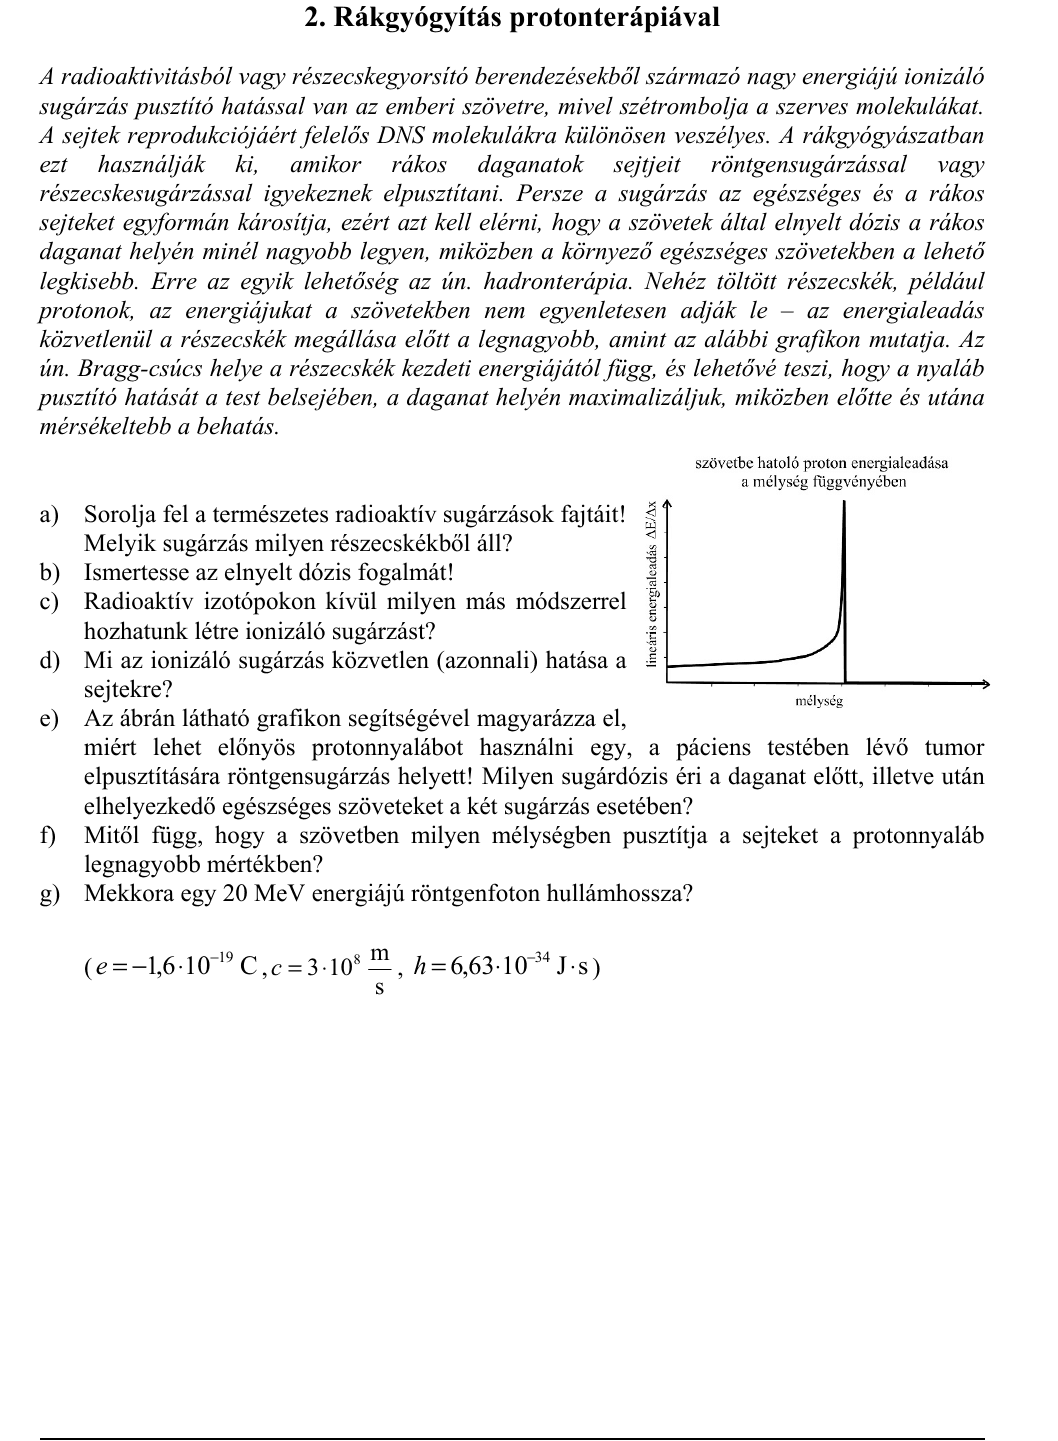 2. Rákgyógyítás protonterápiával
A radioaktivitásból vagy részecskegyorsító berendezésekből származó nagy energiájú ionizáló
sugárzás pusztító hatással van az emberi szövetre, mivel szétrombolja a szerves molekulákat.
A sejtek reprodukciójáért felelős DNS molekulákra különösen veszélyes. A rákgyógyászatban
ezt használják ki, amikor rákos daganatok sejtjeit röntgensugárzással vagy
részecskesugárzással igyekeznek elpusztítani. Persze a sugárzás az egészséges és a rákos
sejteket egyformán károsítja, ezért azt kell elérni, hogy a szövetek által elnyelt dózis a rákos
daganat helyén minél nagyobb legyen, miközben a környező egészséges szövetekben a lehető
legkisebb. Erre az egyik lehetőség az ún. hadronterápia. Nehéz töltött részecskék, például
protonok, az energiájukat a szövetekben nem egyenletesen adják le – az energialeadás
közvetlenül a részecskék megállása előtt a legnagyobb, amint az alábbi grafikon mutatja. Az
ún. Bragg-csúcs helye a részecskék kezdeti energiájától függ, és lehetővé teszi, hogy a nyaláb
pusztító hatását a test belsejében, a daganat helyén maximalizáljuk, miközben előtte és utána
mérsékeltebb a behatás.
szövetbe hatoló proton energialeadása
a mélység függvényében
lineáris energialeadás ΔE/Δx
mélység
a) Sorolja fel a természetes radioaktív sugárzások fajtáit!
Melyik sugárzás milyen részecskékből áll?
b) Ismertesse az elnyelt dózis fogalmát!
c) Radioaktív izotópokon kívül milyen más módszerrel
hozhatunk létre ionizáló sugárzást?
d) Mi az ionizáló sugárzás közvetlen (azonnali) hatása a
sejtekre?
e) Az ábrán látható grafikon segítségével magyarázza el,
miért lehet előnyös protonnyalábot használni egy, a páciens testében lévő tumor
elpusztítására röntgensugárzás helyett! Milyen sugárdózis éri a daganat előtt, illetve után
elhelyezkedő egészséges szöveteket a két sugárzás esetében?
f) Mitől függ, hogy a szövetben milyen mélységben pusztítja a sejteket a protonnyaláb
legnagyobb mértékben?
g) Mekkora egy 20 MeV energiájú röntgenfoton hullámhossza?
( e = −1,6·10⁻¹⁹ C , c = 3·10⁸ m/s , h = 6,63·10⁻³⁴ J·s )